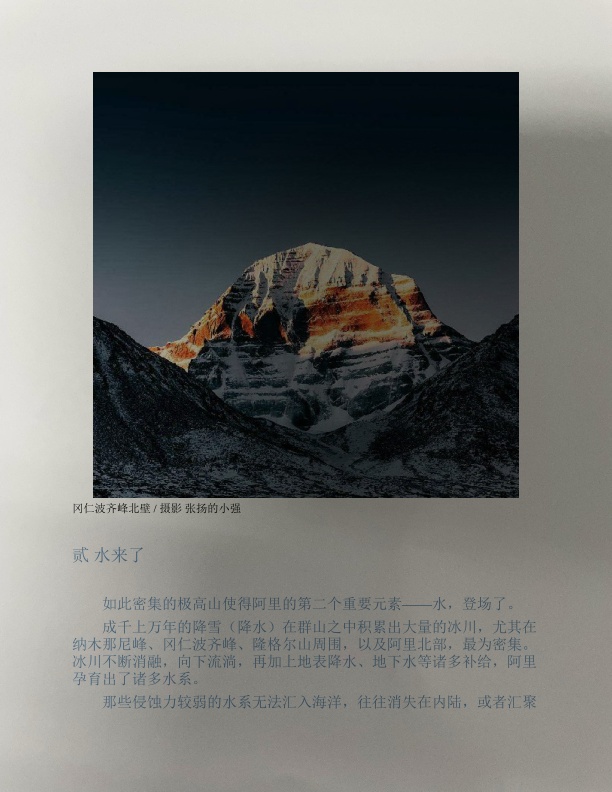 冈仁波齐峰北壁 / 摄影 张扬的小强
贰 水来了
如此密集的极高山使得阿里的第二个重要元素——水，登场了。
成千上万年的降雪（降水）在群山之中积累出大量的冰川，尤其在
纳木那尼峰、冈仁波齐峰、隆格尔山周围，以及阿里北部，最为密集。
冰川不断消融，向下流淌，再加上地表降水、地下水等诸多补给，阿里
孕育出了诸多水系。
那些侵蚀力较弱的水系无法汇入海洋，往往消失在内陆，或者汇聚